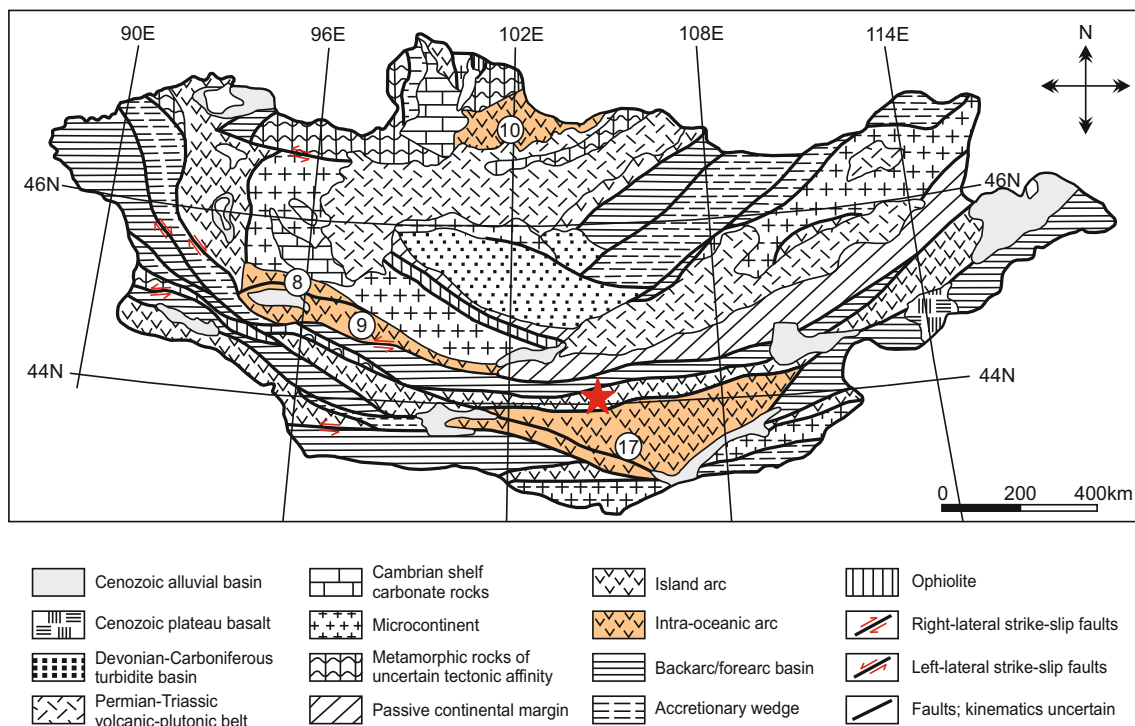 90E 96E 102E 108E 114E N
10
46N 46N
8
9
44N 44N
17
0 200 400km
Cenozoic alluvial basin
Cenozoic plateau basalt
Devonian-Carboniferous
turbidite basin
Permian-Triassic
volcanic-plutonic belt
Cambrian shelf
carbonate rocks
Microcontinent
Metamorphic rocks of
uncertain tectonic affinity
Passive continental margin
Island arc
Intra-oceanic arc
Backarc/forearc basin
Accretionary wedge
Ophiolite
Right-lateral strike-slip faults
Left-lateral strike-slip faults
Faults; kinematics uncertain